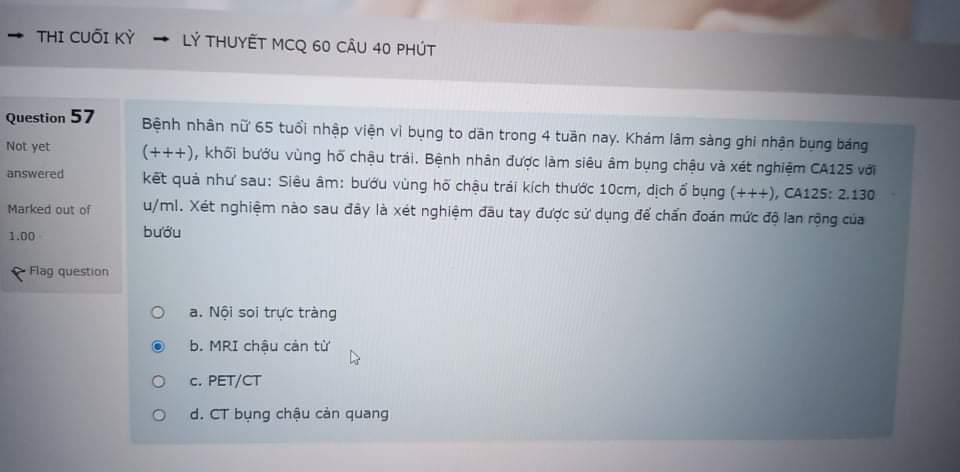 → THI CUỐI KỲ → LÝ THUYẾT MCQ 60 CÂU 40 PHÚT
Question 57
Not yet
answered
Marked out of
1.00
Flag question
Bệnh nhân nữ 65 tuổi nhập viện vì bụng to dần trong 4 tuần nay. Khám lâm sàng ghi nhận bụng báng
(+++), khối bướu vùng hố chậu trái. Bệnh nhân được làm siêu âm bụng chậu và xét nghiệm CA125 với
kết quả như sau: Siêu âm: bướu vùng hố chậu trái kích thước 10cm, dịch ổ bụng (+++), CA125: 2.130
u/ml. Xét nghiệm nào sau đây là xét nghiệm đầu tay được sử dụng để chẩn đoán mức độ lan rộng của
bướu
a. Nội soi trực tràng
b. MRI chậu cản từ
c. PET/CT
d. CT bụng chậu cản quang